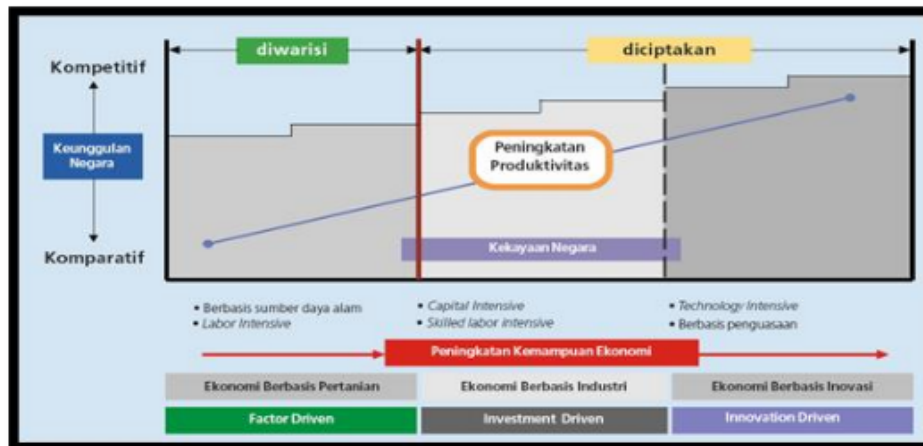 diwarisi
diciptakan
Kompetitif
Keunggulan
Negara
Komparatif
Peningkatan
Produktivitas
Kekayaan Negara
• Berbasis sumber daya alam
• Labor Intensive
• Capital Intensive
• Skilled labor intensive
• Technology Intensive
• Berbasis penguasaan
Peningkatan Kemampuan Ekonomi
Ekonomi Berbasis Pertanian
Ekonomi Berbasis Industri
Ekonomi Berbasis Inovasi
Factor Driven
Investment Driven
Innovation Driven